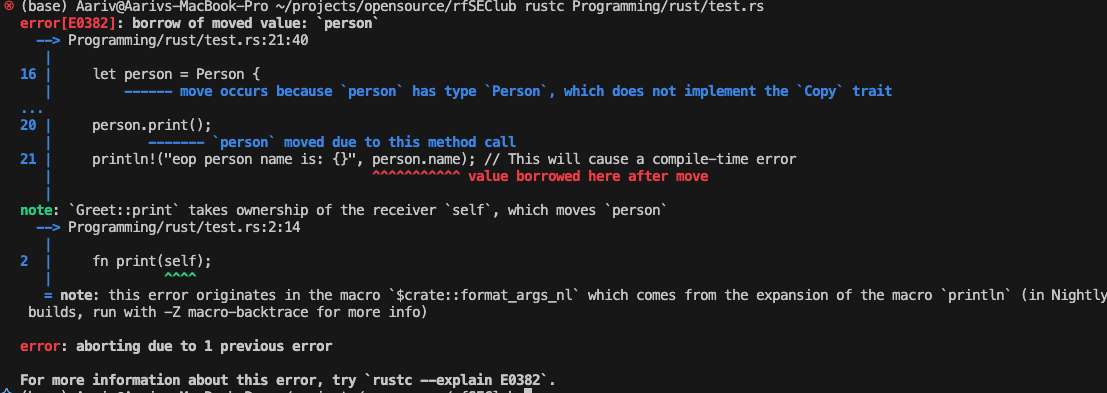 (base) Aariv@Aarivs-MacBook-Pro ~/projects/opensource/rfSEClub rustc Programming/rust/test.rs
error[E0382]: borrow of moved value: `person`
  --> Programming/rust/test.rs:21:40
   |
16 |     let person = Person {
   |         ------ move occurs because `person` has type `Person`, which does not implement the `Copy` trait
...
20 |     person.print();
   |            ------- `person` moved due to this method call
21 |     println!("eop person name is: {}", person.name); // This will cause a compile-time error
   |                                        ^^^^^^^^^^^ value borrowed here after move
   |
note: `Greet::print` takes ownership of the receiver `self`, which moves `person`
  --> Programming/rust/test.rs:2:14
   |
2  |     fn print(self);
   |              ^^^^
   = note: this error originates in the macro `$crate::format_args_nl` which comes from the expansion of the macro `println` (in Nightly
 builds, run with -Z macro-backtrace for more info)
error: aborting due to 1 previous error
For more information about this error, try `rustc --explain E0382`.